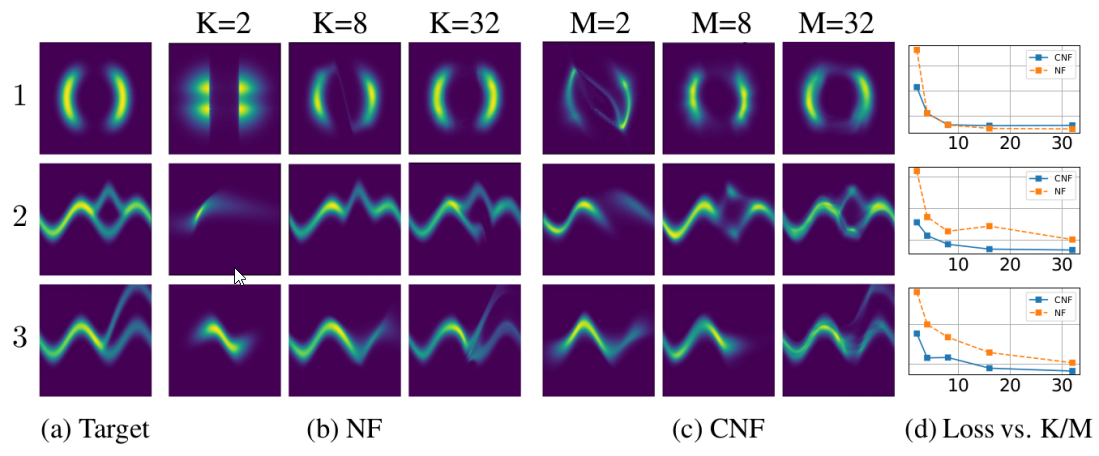 K=2 K=8 K=32 M=2 M=8 M=32
1
CNF
NF
10 20 30
2
CNF
NF
10 20 30
3
CNF
NF
10 20 30
(a) Target (b) NF (c) CNF (d) Loss vs. K/M